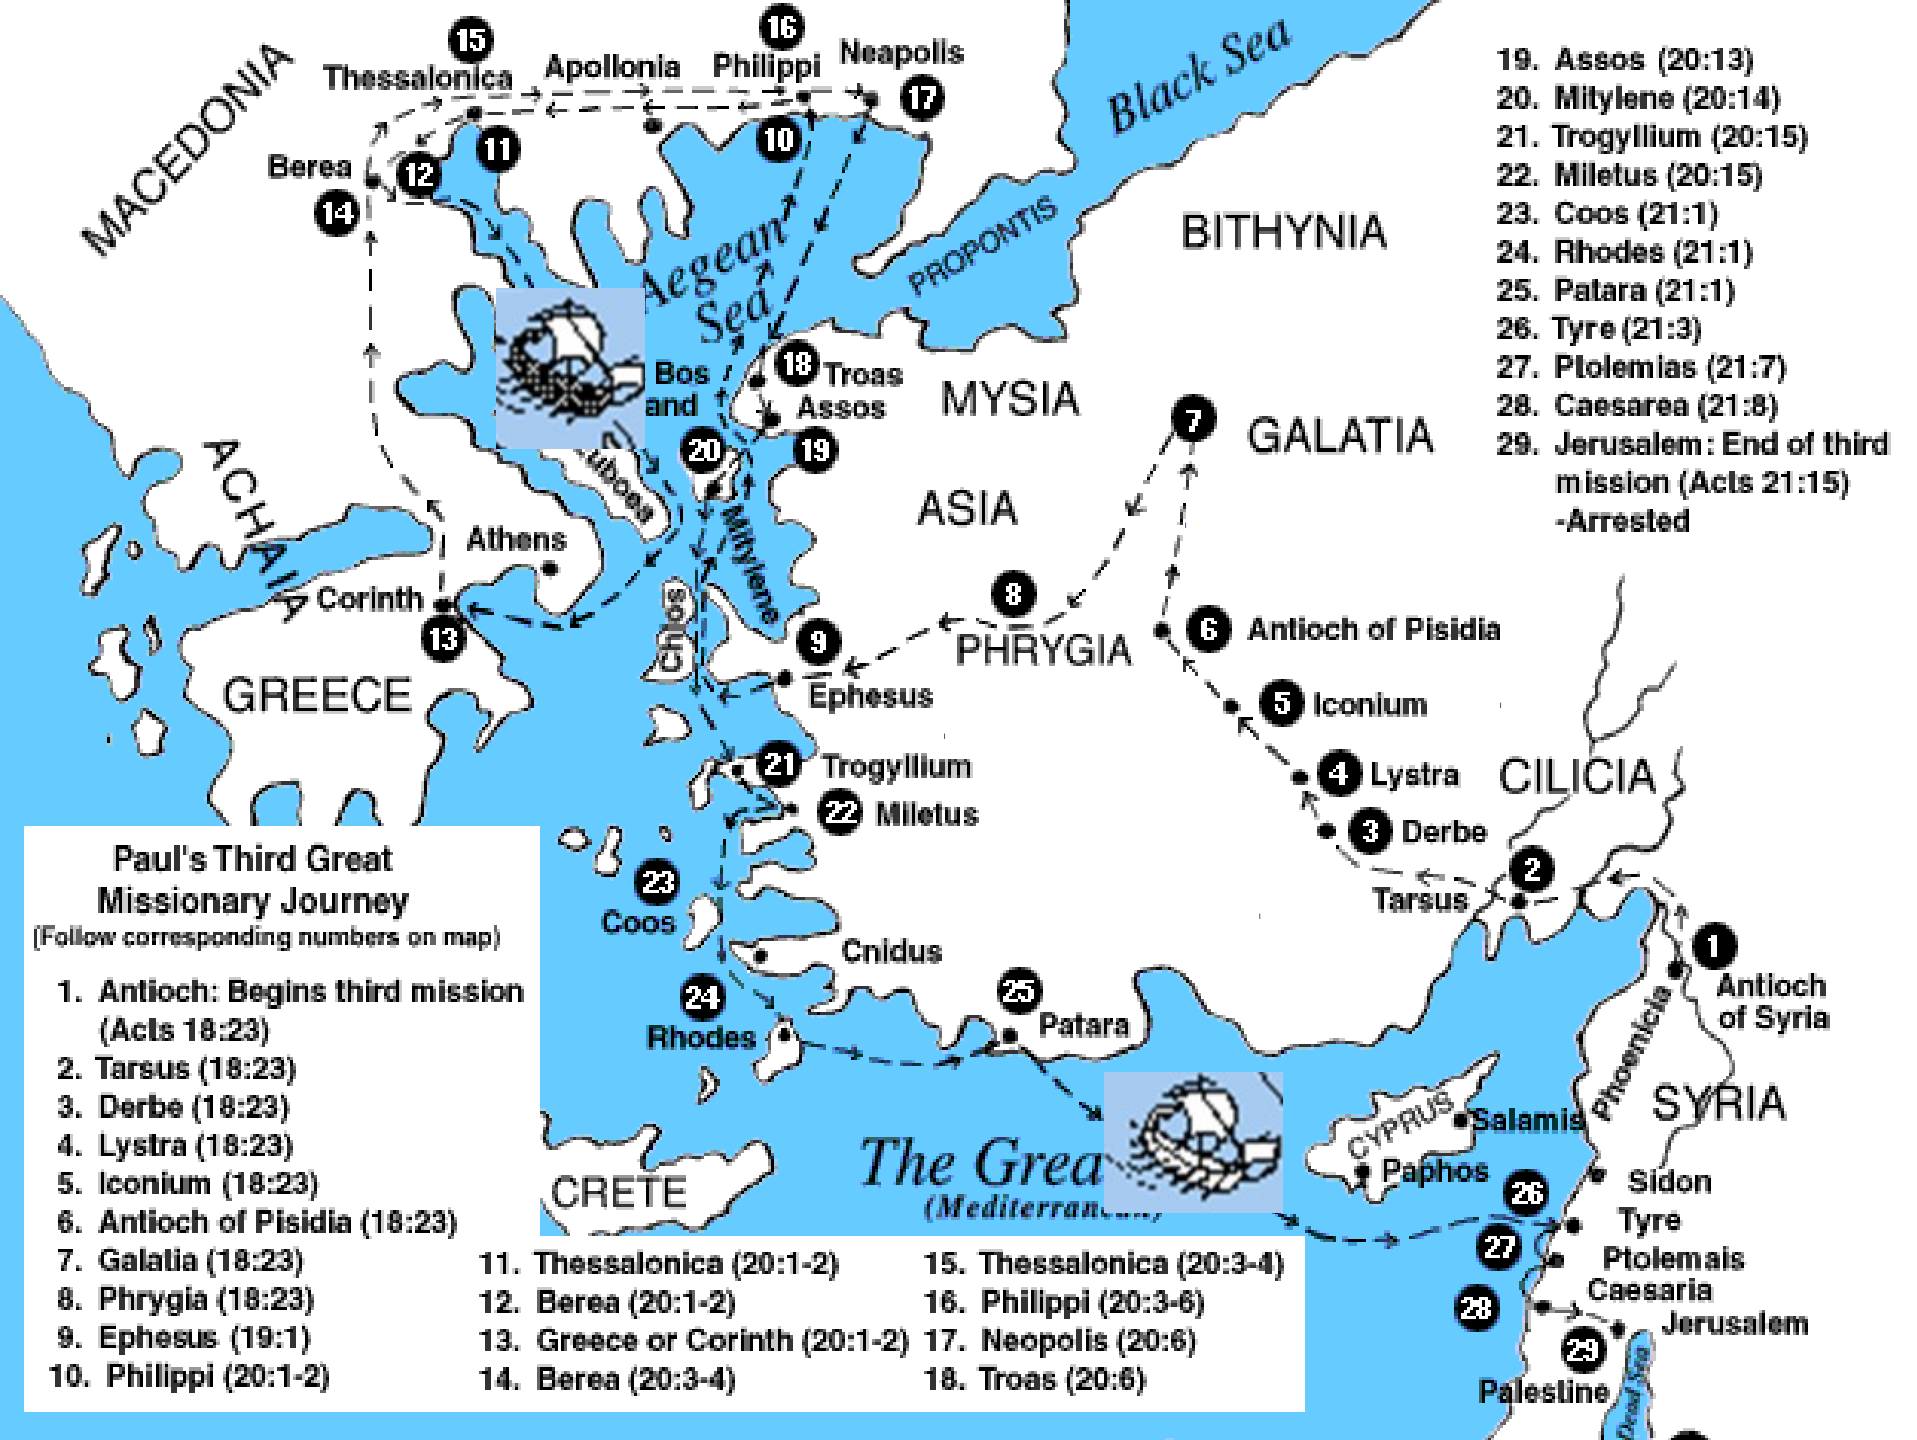 15
16
Thessalonica
Apollonia
Philippi
Neapolis
17
10
11
12
Berea
14
MACEDONIA
Black Sea
Aegean
Sea
PROPONTIS
BITHYNIA
19. Assos (20:13)
20. Mitylene (20:14)
21. Trogyllium (20:15)
22. Miletus (20:15)
23. Coos (21:1)
24. Rhodes (21:1)
25. Patara (21:1)
26. Tyre (21:3)
27. Ptolemias (21:7)
28. Caesarea (21:8)
29. Jerusalem: End of third
mission (Acts 21:15)
-Arrested
Bos
and
18
Troas
Assos
MYSIA
19
20
7
GALATIA
ACHAIA
uboea
Mitylene
ASIA
Athens
Corinth
13
Chios
8
PHRYGIA
9
Ephesus
6
Antioch of Pisidia
5
Iconium
GREECE
21
Trogyllium
22
Miletus
4
Lystra
CILICIA
3
Derbe
2
Tarsus
23
Coos
Cnidus
24
Rhodes
25
Patara
1
Antioch
of Syria
Phoenicia
SYRIA
CYPRUS
Salamis
Paphos
The Grea
(Mediterranean)
CRETE
Sidon
26
Tyre
27
Ptolemais
Caesaria
28
Jerusalem
29
Palestine
Dead Sea
Paul's Third Great
Missionary Journey
(Follow corresponding numbers on map)
1. Antioch: Begins third mission
(Acts 18:23)
2. Tarsus (18:23)
3. Derbe (18:23)
4. Lystra (18:23)
5. Iconium (18:23)
6. Antioch of Pisidia (18:23)
7. Galatia (18:23)
8. Phrygia (18:23)
9. Ephesus (19:1)
10. Philippi (20:1-2)
11. Thessalonica (20:1-2)
12. Berea (20:1-2)
13. Greece or Corinth (20:1-2)
14. Berea (20:3-4)
15. Thessalonica (20:3-4)
16. Philippi (20:3-6)
17. Neopolis (20:6)
18. Troas (20:6)